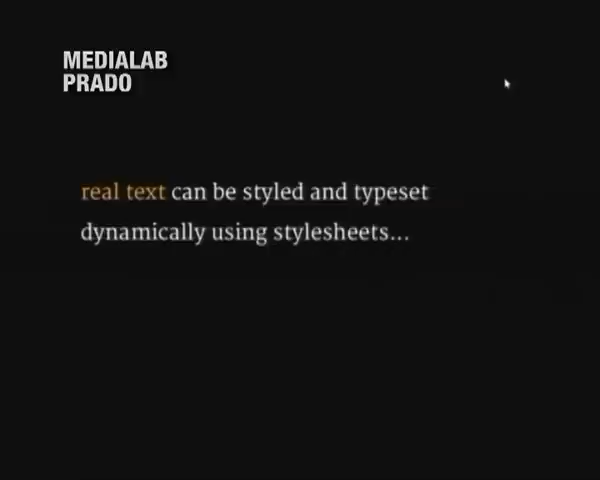 MEDIALAB
PRADO
real text can be styled and typeset
dynamically using stylesheets...